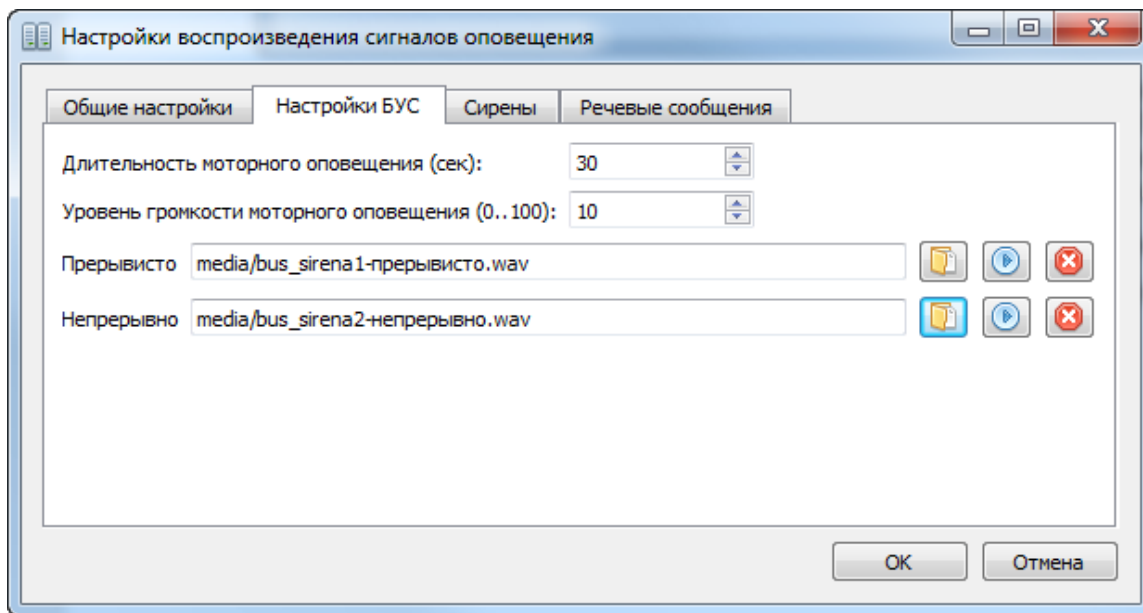 Настройки воспроизведения сигналов оповещения
Общие настройки Настройки БУС Сирены Речевые сообщения
Длительность моторного оповещения (сек): 30
Уровень громкости моторного оповещения (0..100): 10
Прерывисто media/bus_sirena1-прерывисто.wav
Непрерывно media/bus_sirena2-непрерывно.wav
OK Отмена